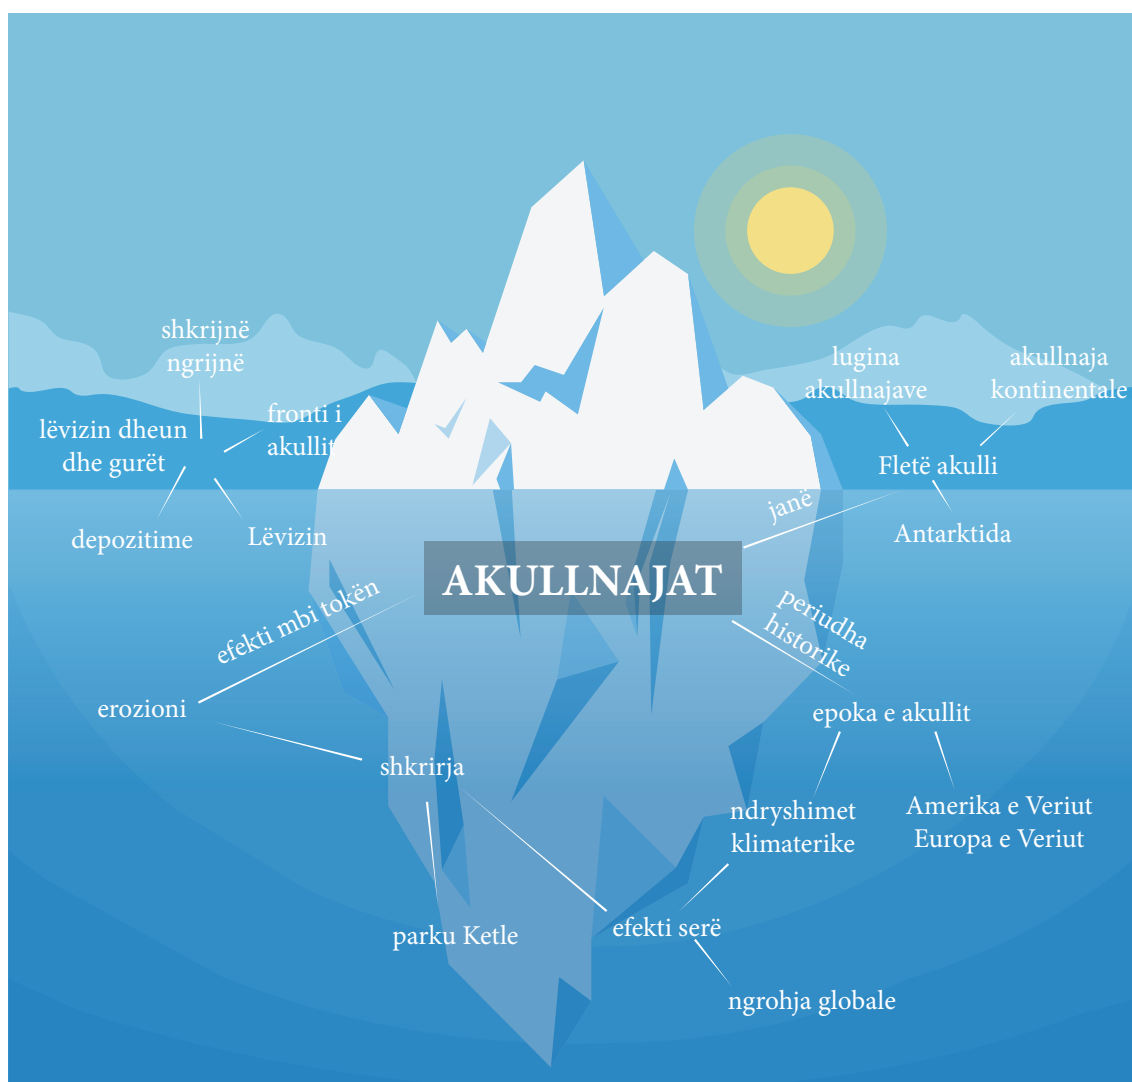 shkrijnë
ngrijnë
lëvizin dheun
dhe gurët
fronti i
akullit
depozitime
Lëvizin
lugina
akullnajave
akullnaja
kontinentale
Fletë akulli
Antarktida
janë
AKULLNAJAT
efekti mbi tokën
periudha
historike
erozioni
shkrirja
epoka e akullit
ndryshimet
klimaterike
Amerika e Veriut
Europa e Veriut
parku Ketle
efekti serë
ngrohja globale